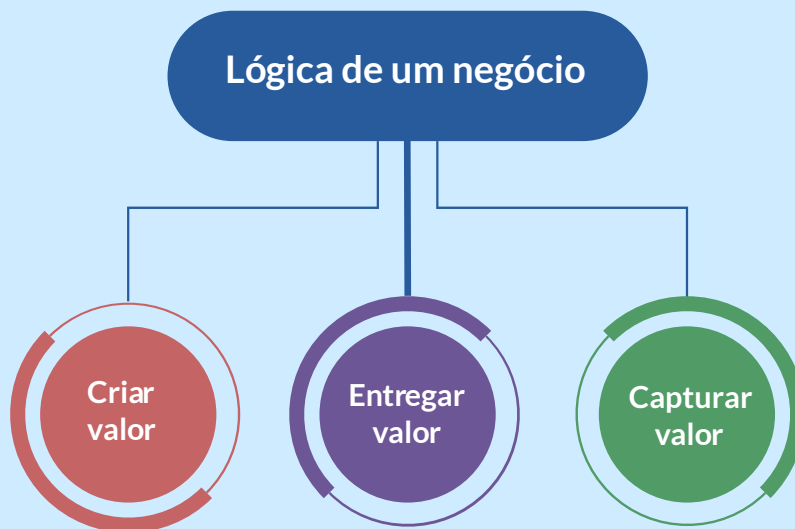 Lógica de um negócio
Criar
valor
Entregar
valor
Capturar
valor